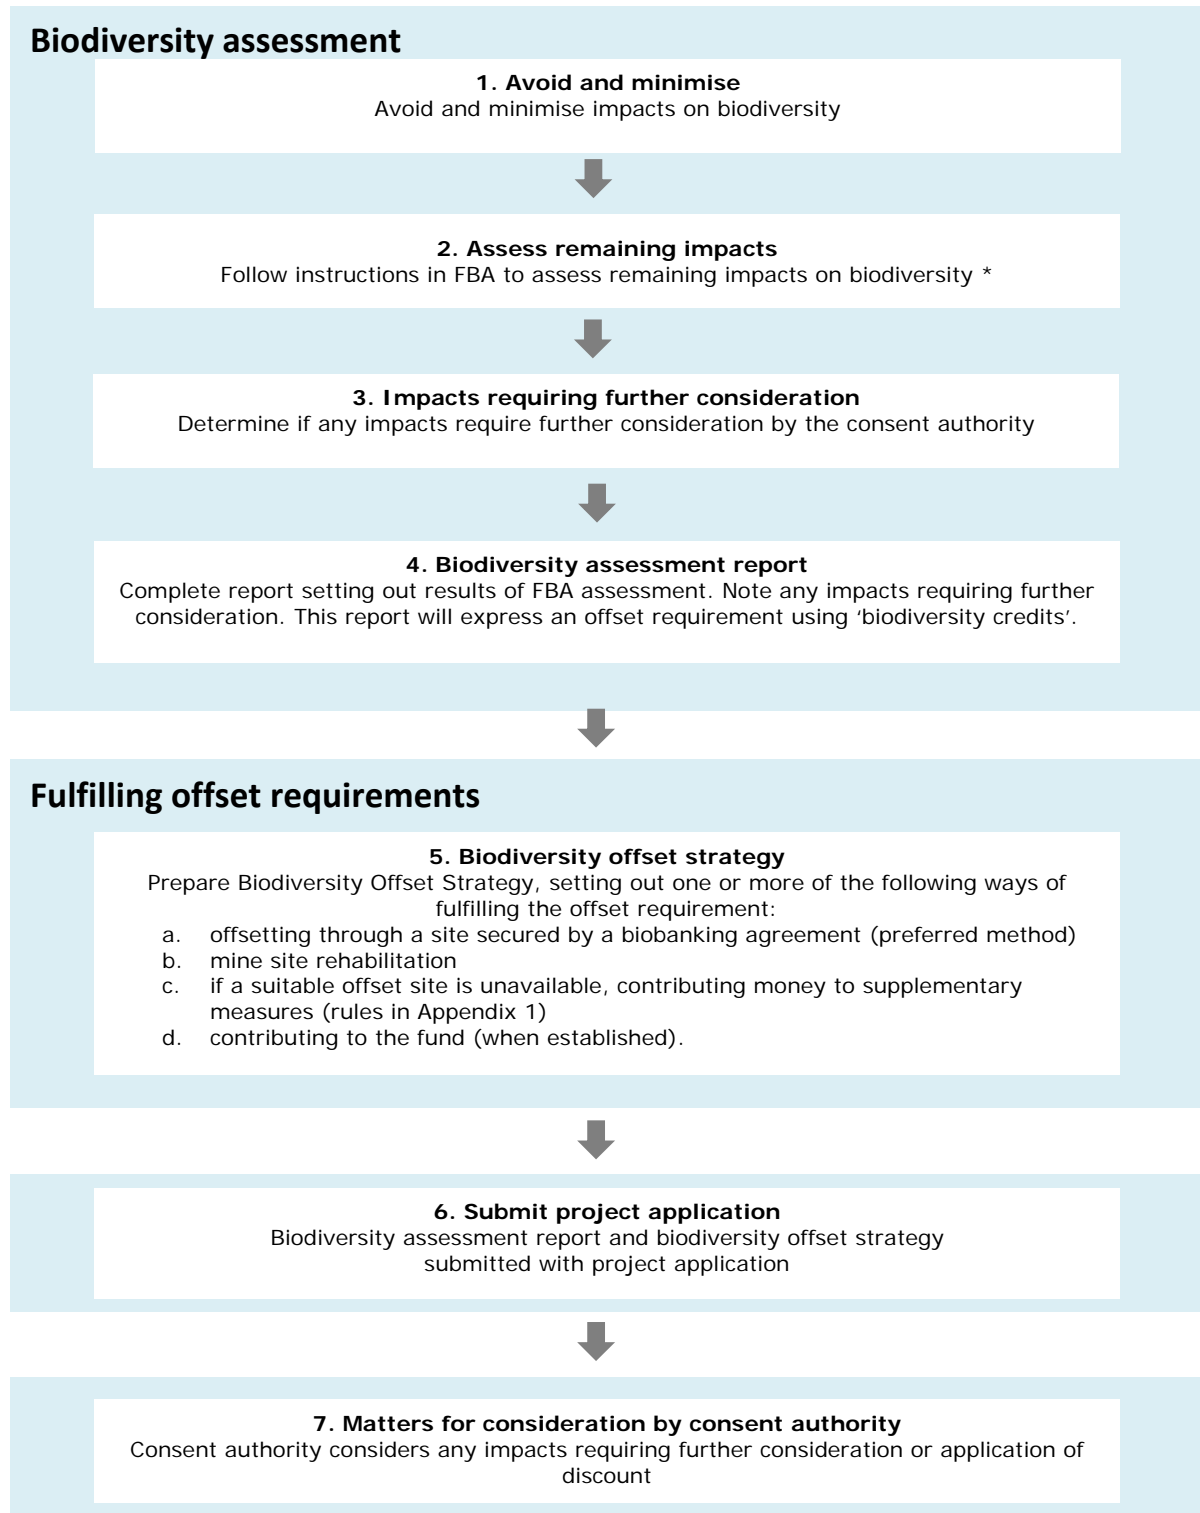 Biodiversity assessment
1. Avoid and minimise
Avoid and minimise impacts on biodiversity
2. Assess remaining impacts
Follow instructions in FBA to assess remaining impacts on biodiversity *
3. Impacts requiring further consideration
Determine if any impacts require further consideration by the consent authority
4. Biodiversity assessment report
Complete report setting out results of FBA assessment. Note any impacts requiring further
consideration. This report will express an offset requirement using ‘biodiversity credits’.
Fulfilling offset requirements
5. Biodiversity offset strategy
Prepare Biodiversity Offset Strategy, setting out one or more of the following ways of
fulfilling the offset requirement:
a. offsetting through a site secured by a biobanking agreement (preferred method)
b. mine site rehabilitation
c. if a suitable offset site is unavailable, contributing money to supplementary
measures (rules in Appendix 1)
d. contributing to the fund (when established).
6. Submit project application
Biodiversity assessment report and biodiversity offset strategy
submitted with project application
7. Matters for consideration by consent authority
Consent authority considers any impacts requiring further consideration or application of
discount